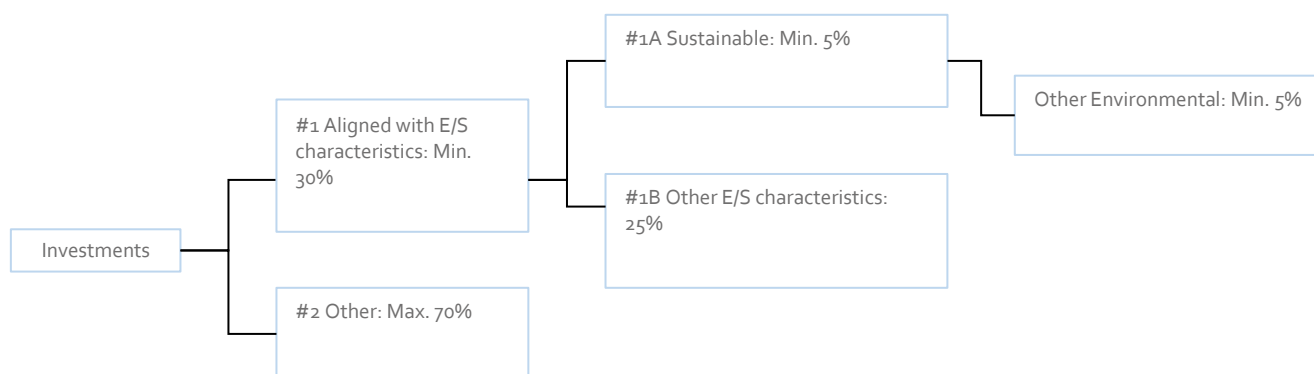 #1A Sustainable: Min. 5%
Other Environmental: Min. 5%
#1 Aligned with E/S
characteristics: Min.
30%
#1B Other E/S characteristics:
25%
Investments
#2 Other: Max. 70%